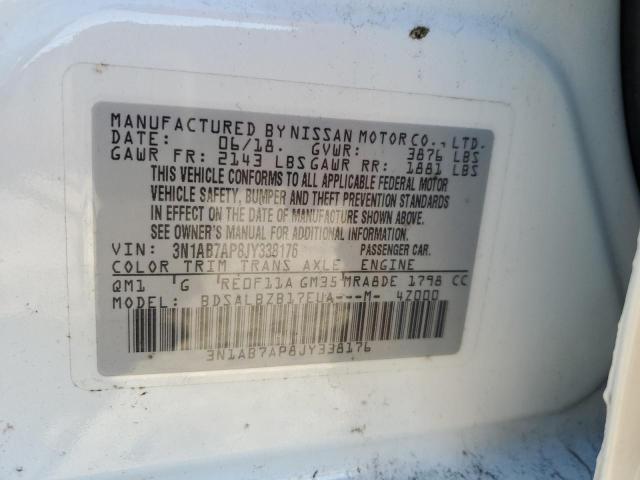 MANUFACTURED BY NISSAN MOTOR CO., LTD.
DATE: 06/18. GVWR: 3876 LBS
GAWR FR: 2143 LBS GAWR RR: 1881 LBS
THIS VEHICLE CONFORMS TO ALL APPLICABLE FEDERAL MOTOR
VEHICLE SAFETY, BUMPER AND THEFT PREVENTION STANDARDS
IN EFFECT ON THE DATE OF MANUFACTURE SHOWN ABOVE.
SEE OWNER'S MANUAL FOR ADDITIONAL INFORMATION.
VIN: 3N1AB7AP8JY338176 PASSENGER CAR.
COLOR TRIM TRANS AXLE ENGINE
QM1 G RE0F11A GM35 MRA8DE 1798 CC
MODEL BDSALBZB17EUA---M- 4Z000
3N1AB7AP8JY338176